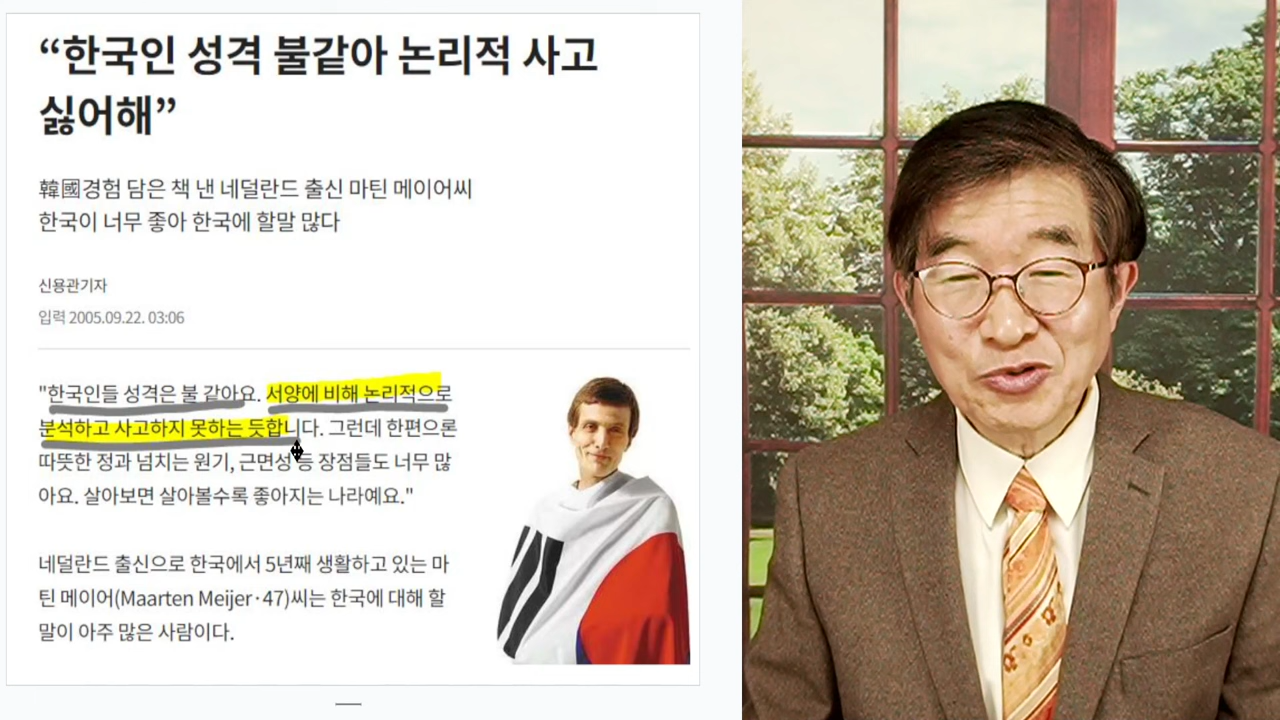 “한국인 성격 불같아 논리적 사고
싫어해”
韓國경험 담은 책 낸 네덜란드 출신 마틴 메이어씨
한국이 너무 좋아 한국에 할말 많다
신용관기자
입력 2005.09.22. 03:06
"한국인들 성격은 불 같아요. 서양에 비해 논리적으로
분석하고 사고하지 못하는 듯합니다. 그런데 한편으론
따뜻한 정과 넘치는 원기, 근면성 등 장점들도 너무 많
아요. 살아보면 살아볼수록 좋아지는 나라예요."
네덜란드 출신으로 한국에서 5년째 생활하고 있는 마
틴 메이어(Maarten Meijer·47)씨는 한국에 대해 할
말이 아주 많은 사람이다.